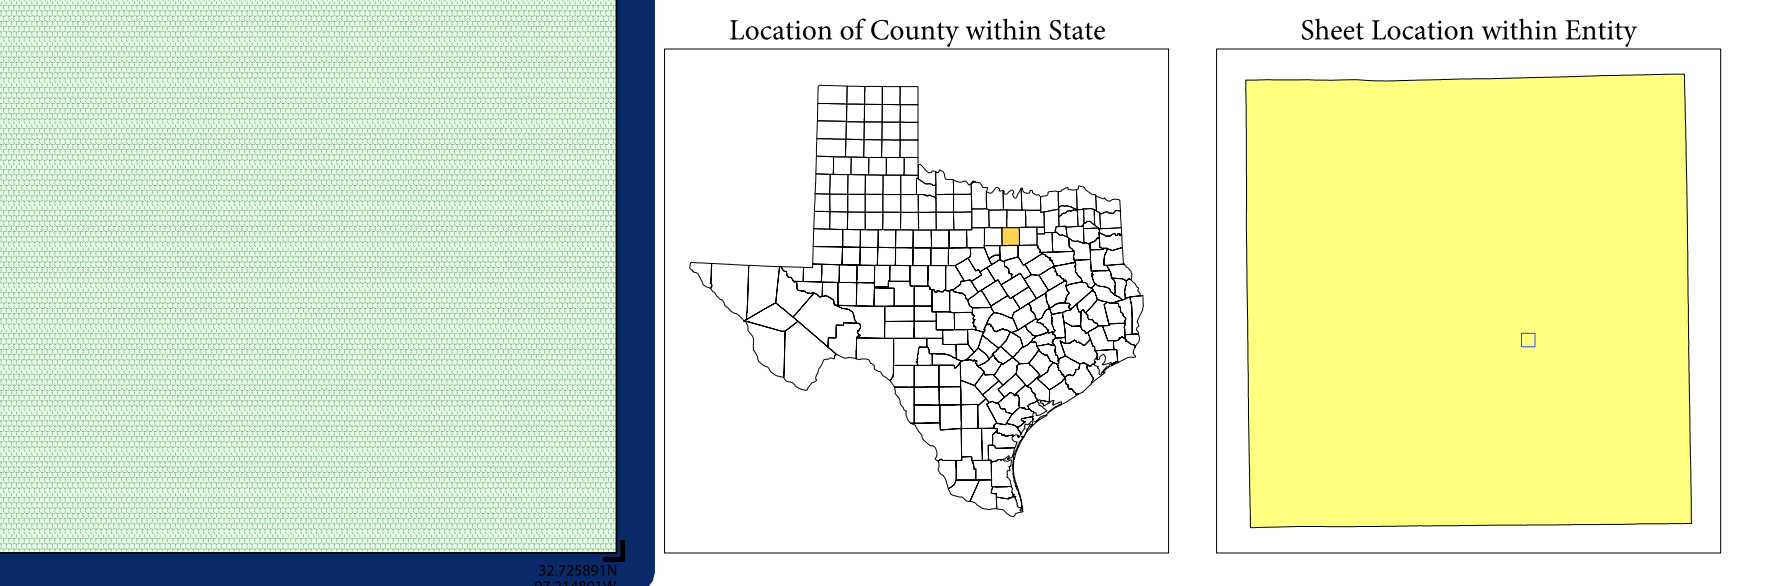 Location of County within State
Sheet Location within Entity
32.725891N